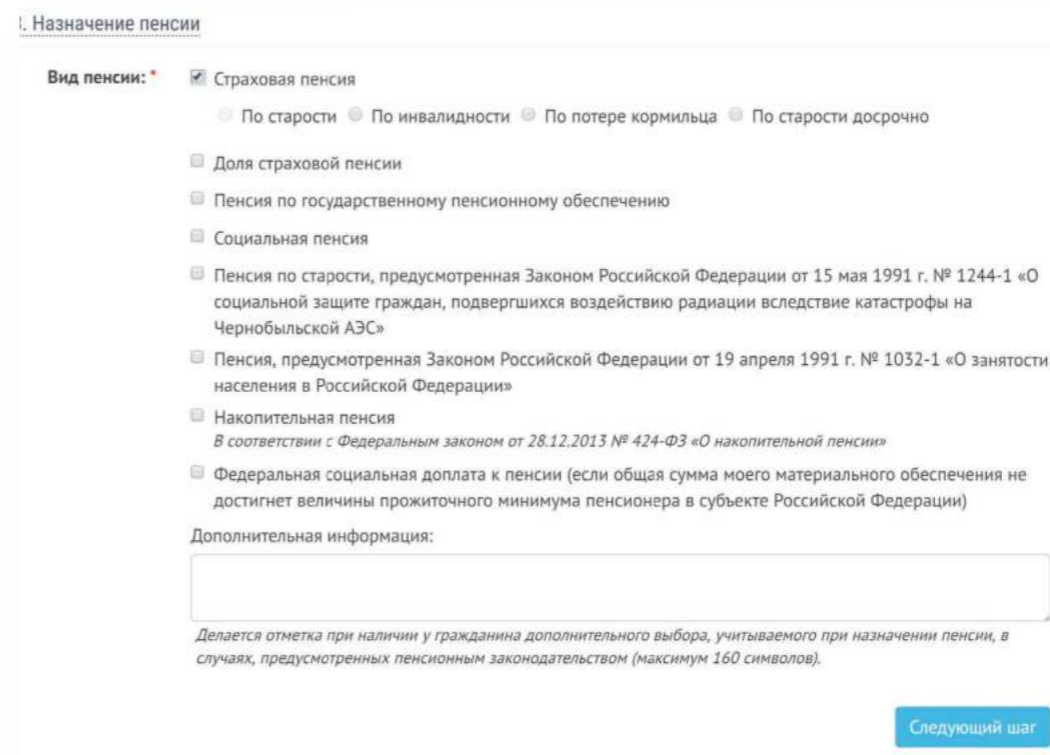 . Назначение пенсии
Вид пенсии: *
Страховая пенсия
По старости По инвалидности По потере кормильца По старости досрочно
Доля страховой пенсии
Пенсия по государственному пенсионному обеспечению
Социальная пенсия
Пенсия по старости, предусмотренная Законом Российской Федерации от 15 мая 1991 г. № 1244-1 «О
социальной защите граждан, подвергшихся воздействию радиации вследствие катастрофы на
Чернобыльской АЭС»
Пенсия, предусмотренная Законом Российской Федерации от 19 апреля 1991 г. № 1032-1 «О занятости
населения в Российской Федерации»
Накопительная пенсия
В соответствии с Федеральным законом от 28.12.2013 № 424-ФЗ «О накопительной пенсии»
Федеральная социальная доплата к пенсии (если общая сумма моего материального обеспечения не
достигнет величины прожиточного минимума пенсионера в субъекте Российской Федерации)
Дополнительная информация:
Делается отметка при наличии у гражданина дополнительного выбора, учитываемого при назначении пенсии, в
случаях, предусмотренных пенсионным законодательством (максимум 160 символов).
Следующий шаг